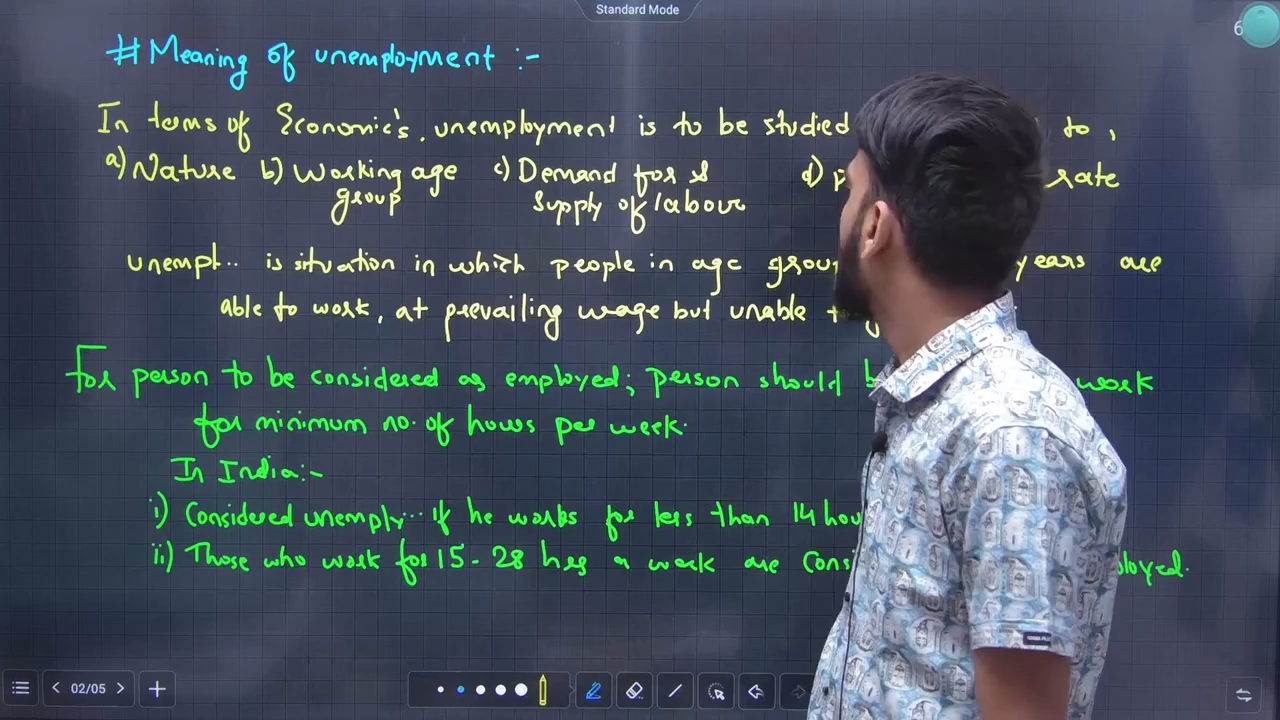 Standard Mode
6
# Meaning of unemployment :-
In terms of Economic's, unemployment is to be studied to,
a) Nature b) Working age group c) Demand for & supply of labour d) rate
unempl.. is situation in which people in age group years are
able to work, at prevailing wage but unable to
For person to be considered as employed; person should work
for minimum no. of hours per week.
In India:-
i) Considered unemply... if he works for less than 14
ii) Those who work for 15-28 hrs a week are
02/05